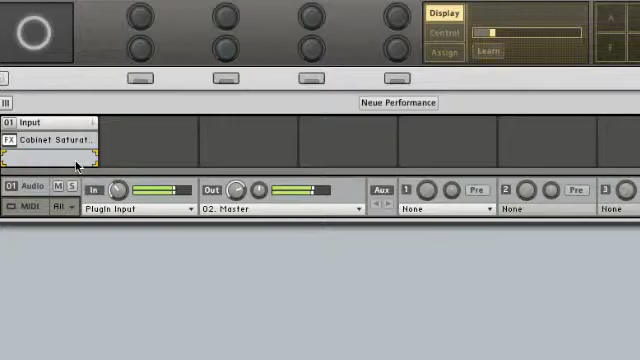 Display
A
Control
Assign
Learn
F
Neue Performance
01 Input
FX Cabinet Saturat..
01 Audio M S In Out Aux 1 Pre 2 Pre 3
MIDI All PlugIn Input 02. Master None None None